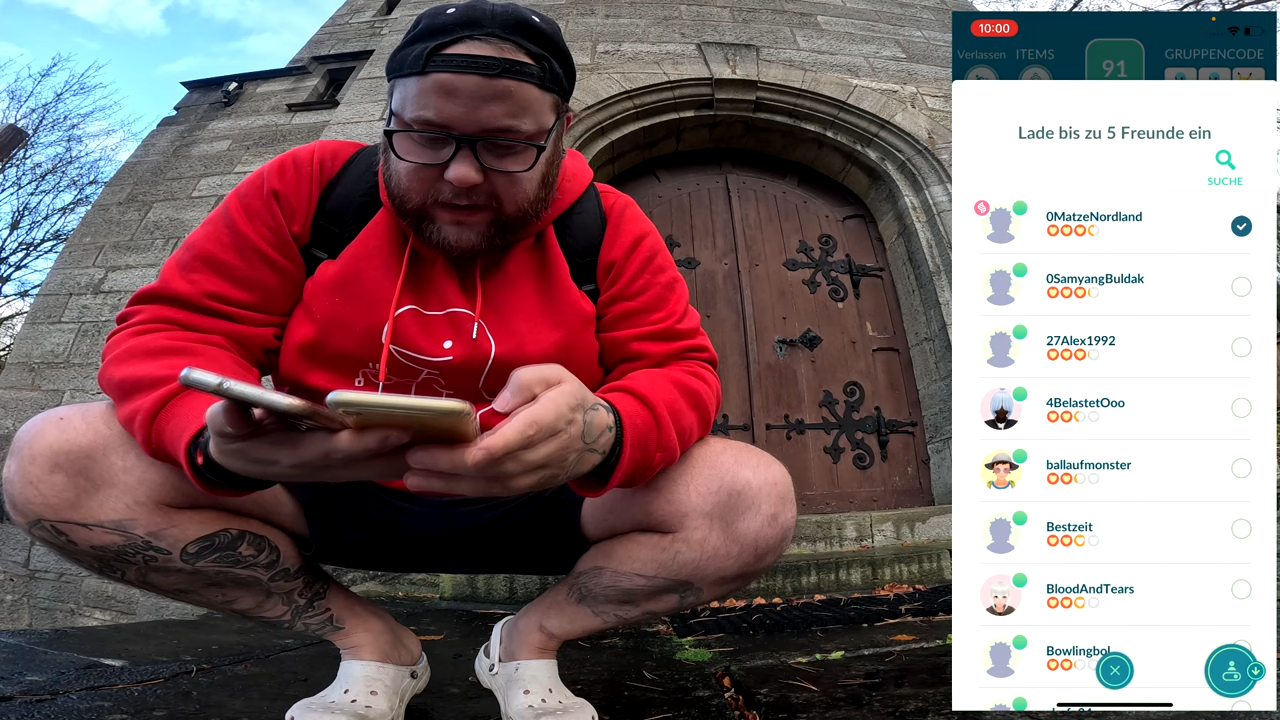 10:00
Verlassen ITEMS 91 GRUPPENCODE
Lade bis zu 5 Freunde ein
SUCHE
0MatzeNordland
0SamyangBuldak
27Alex1992
4BelastetOoo
ballaufmonster
Bestzeit
BloodAndTears
Bowlingbol